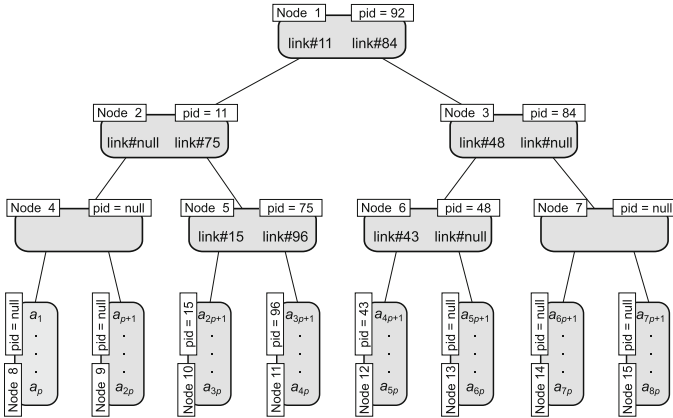 Node 1 pid = 92
link#11 link#84
Node 2 pid = 11 Node 3 pid = 84
link#null link#75 link#48 link#null
Node 4 pid = null Node 5 pid = 75 Node 6 pid = 48 Node 7 pid = null
link#15 link#96 link#43 link#null
Node 8 pid = null
a1
.
.
.
ap
Node 9 pid = null
ap+1
.
.
.
a2p
Node 10 pid = 15
a2p+1
.
.
.
a3p
Node 11 pid = 96
a3p+1
.
.
.
a4p
Node 12 pid = 43
a4p+1
.
.
.
a5p
Node 13 pid = null
a5p+1
.
.
.
a6p
Node 14 pid = null
a6p+1
.
.
.
a7p
Node 15 pid = null
a7p+1
.
.
.
a8p